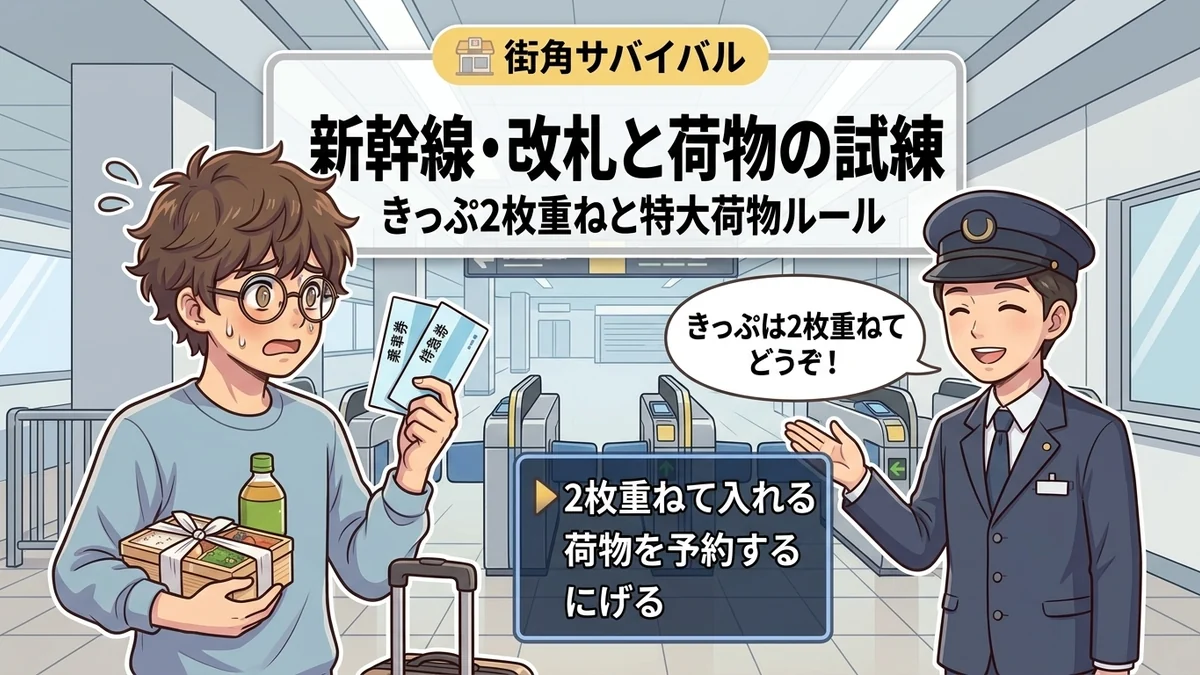 街角サバイバル
新幹線・改札と荷物の試練
きっぷ2枚重ねと特大荷物ルール
乗車券
特急券
きっぷは2枚重ねて
どうぞ！
▶2枚重ねて入れる
荷物を予約する
にげる